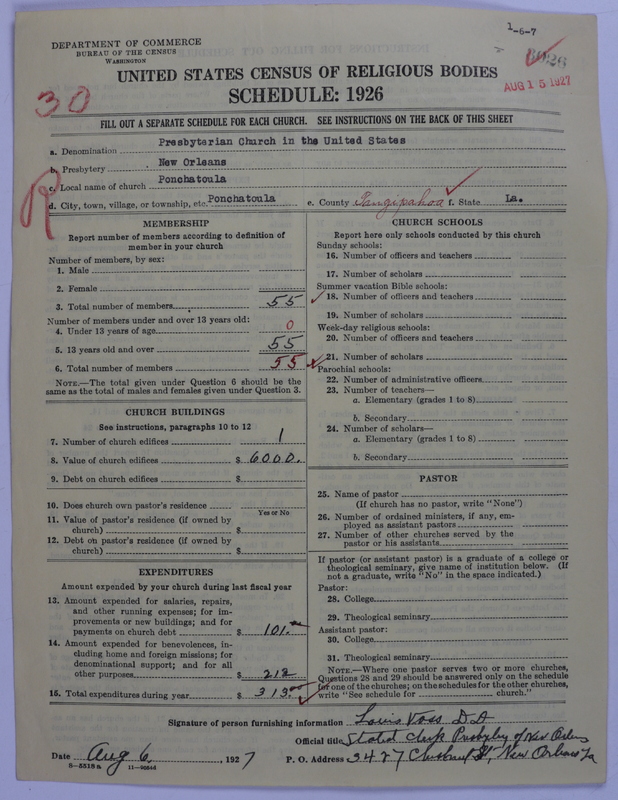 1-6-7
DEPARTMENT OF COMMERCE
BUREAU OF THE CENSUS
WASHINGTON
AUG 15 1927
UNITED STATES CENSUS OF RELIGIOUS BODIES
SCHEDULE: 1926
30
FILL OUT A SEPARATE SCHEDULE FOR EACH CHURCH. SEE INSTRUCTIONS ON THE BACK OF THIS SHEET
a. Denomination Presbyterian Church in the United States
b. Presbytery New Orleans
c. Local name of church Ponchatoula
R
d. City, town, village, or township, etc. Ponchatoula e. County Tangipahoa f. State La.
MEMBERSHIP
Report number of members according to definition of
member in your church
Number of members, by sex:
1. Male
2. Female
3. Total number of members 55
Number of members under and over 13 years old:
4. Under 13 years of age 0
5. 13 years old and over 55
6. Total number of members 55
NOTE.—The total given under Question 6 should be
same as the total of males and females given under Question 3.
CHURCH BUILDINGS
See instructions, paragraphs 10 to 12
7. Number of church edifices 1
8. Value of church edifices $ 6000.
9. Debt on church edifices $
10. Does church own pastor's residence
Yes or No
11. Value of pastor's residence (if owned by
church) $
12. Debt on pastor's residence (if owned by
church) $
EXPENDITURES
Amount expended by your church during last fiscal year
13. Amount expended for salaries, repairs,
and other running expenses; for im-
provements or new buildings; and for
payments on church debt $ 101.
14. Amount expended for benevolences, in-
cluding home and foreign missions; for
denominational support; and for all
other purposes $ 212
15. Total expenditures during year $ 313.
CHURCH SCHOOLS
Report here only schools conducted by this church
Sunday schools:
16. Number of officers and teachers
17. Number of scholars
Summer vacation Bible schools:
18. Number of officers and teachers
19. Number of scholars
Week-day religious schools:
20. Number of officers and teachers
21. Number of scholars
Parochial schools:
22. Number of administrative officers
23. Number of teachers—
a. Elementary (grades 1 to 8)
b. Secondary
24. Number of scholars—
a. Elementary (grades 1 to 8)
b. Secondary
PASTOR
25. Name of pastor
(If church has no pastor, write "None")
26. Number of ordained ministers, if any, em-
ployed as assistant pastors
27. Number of other churches served by the
pastor or his assistants
If pastor (or assistant pastor) is a graduate of a college or
theological seminary, give name of institution below. (If
not a graduate, write "No" in the space indicated.)
Pastor:
28. College
29. Theological seminary
Assistant pastor:
30. College
31. Theological seminary
NOTE.—Where one pastor serves two or more churches,
Questions 28 and 29 should be answered only on the schedule
for one of the churches; on the schedules for the other churches,
write "See schedule for church."
Signature of person furnishing information Louis Voss D.D
Official title Stated Clerk Presbytery of New Orleans
Date Aug 6, 1927 P. O. Address 3427 St, New Orleans La
8—5518a 11—96846